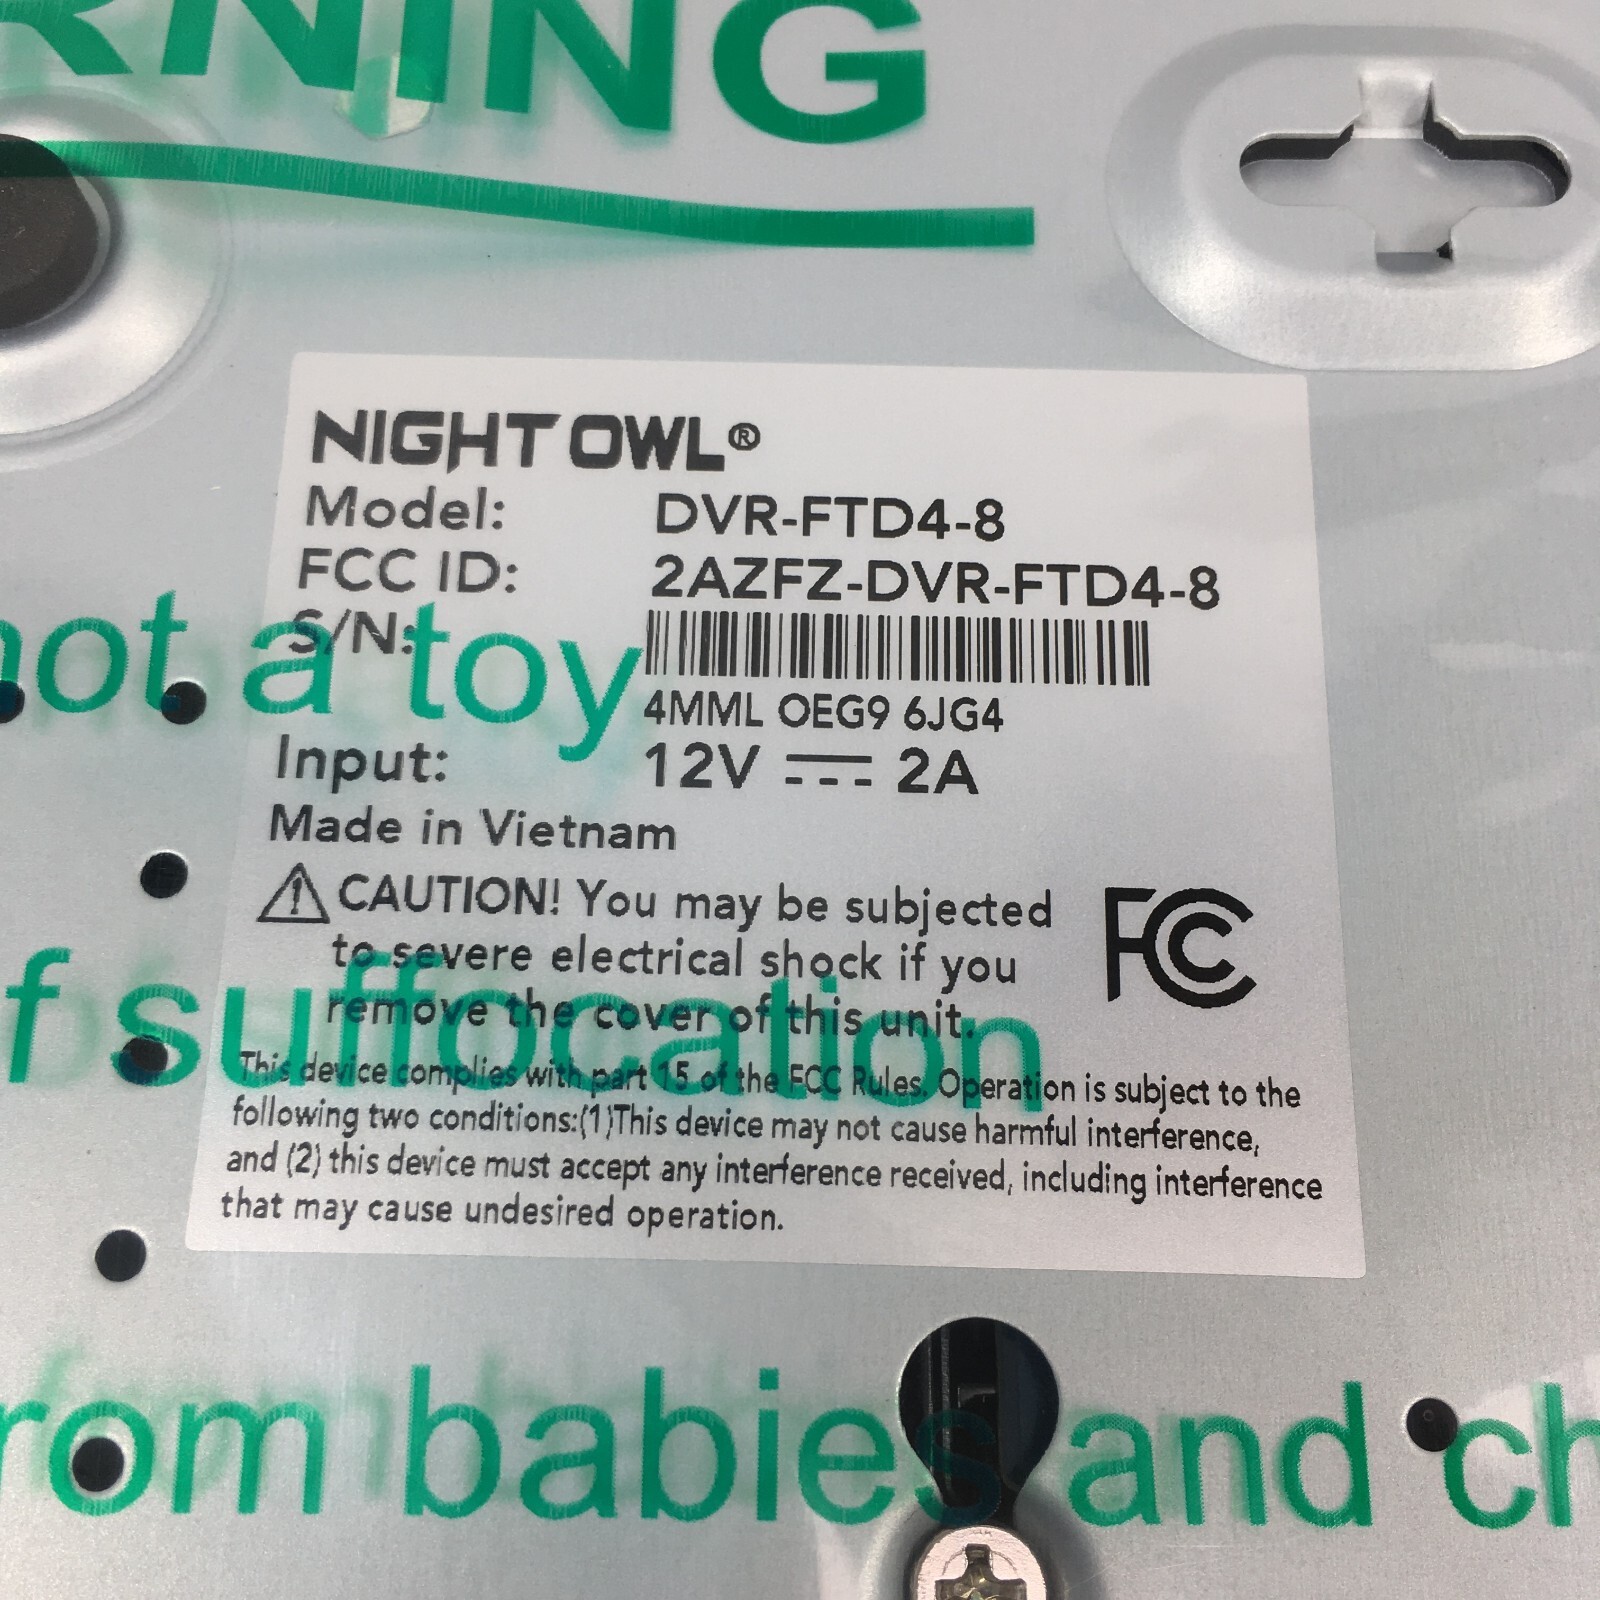 RNING
NIGHT OWL®
Model: DVR-FTD4-8
FCC ID: 2AZFZ-DVR-FTD4-8
S/N:
not a toy
4MML OEG9 6JG4
Input: 12V ⎓ 2A
Made in Vietnam
CAUTION! You may be subjected
to severe electrical shock if you
remove the cover of this unit.
FC
f suffocation
This device complies with part 15 of the FCC Rules. Operation is subject to the
following two conditions:(1)This device may not cause harmful interference,
and (2) this device must accept any interference received, including interference
that may cause undesired operation.
rom babies and ch